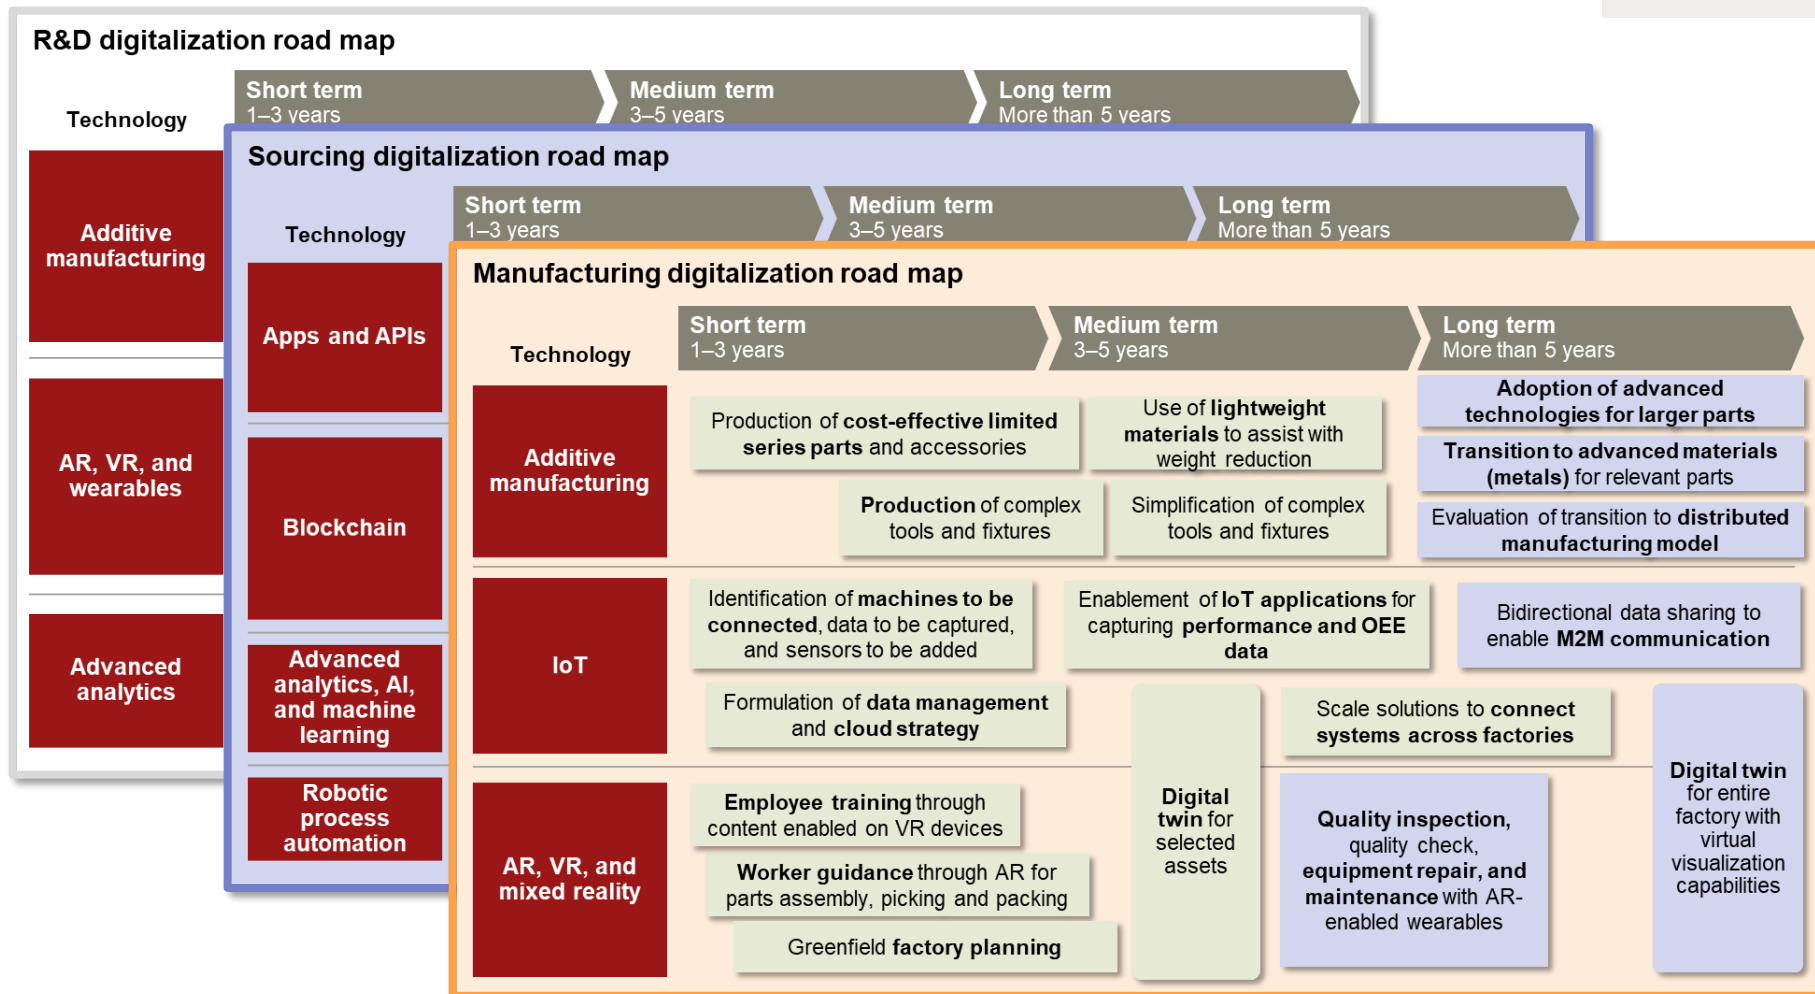 R&D digitalization road map
Technology
Short term
1–3 years
Medium term
3–5 years
Long term
More than 5 years
Additive
manufacturing
AR, VR, and
wearables
Advanced
analytics
Sourcing digitalization road map
Technology
Short term
1–3 years
Medium term
3–5 years
Long term
More than 5 years
Apps and APIs
Blockchain
Advanced
analytics, AI,
and machine
learning
Robotic
process
automation
Manufacturing digitalization road map
Technology
Short term
1–3 years
Medium term
3–5 years
Long term
More than 5 years
Additive
manufacturing
Production of cost-effective limited
series parts and accessories
Production of complex
tools and fixtures
Use of lightweight
materials to assist with
weight reduction
Simplification of complex
tools and fixtures
Adoption of advanced
technologies for larger parts
Transition to advanced materials
(metals) for relevant parts
Evaluation of transition to distributed
manufacturing model
IoT
Identification of machines to be
connected, data to be captured,
and sensors to be added
Formulation of data management
and cloud strategy
Enablement of IoT applications for
capturing performance and OEE
data
Scale solutions to connect
systems across factories
Bidirectional data sharing to
enable M2M communication
AR, VR, and
mixed reality
Employee training through
content enabled on VR devices
Worker guidance through AR for
parts assembly, picking and packing
Greenfield factory planning
Digital
twin for
selected
assets
Quality inspection,
quality check,
equipment repair, and
maintenance with AR-
enabled wearables
Digital twin
for entire
factory with
virtual
visualization
capabilities